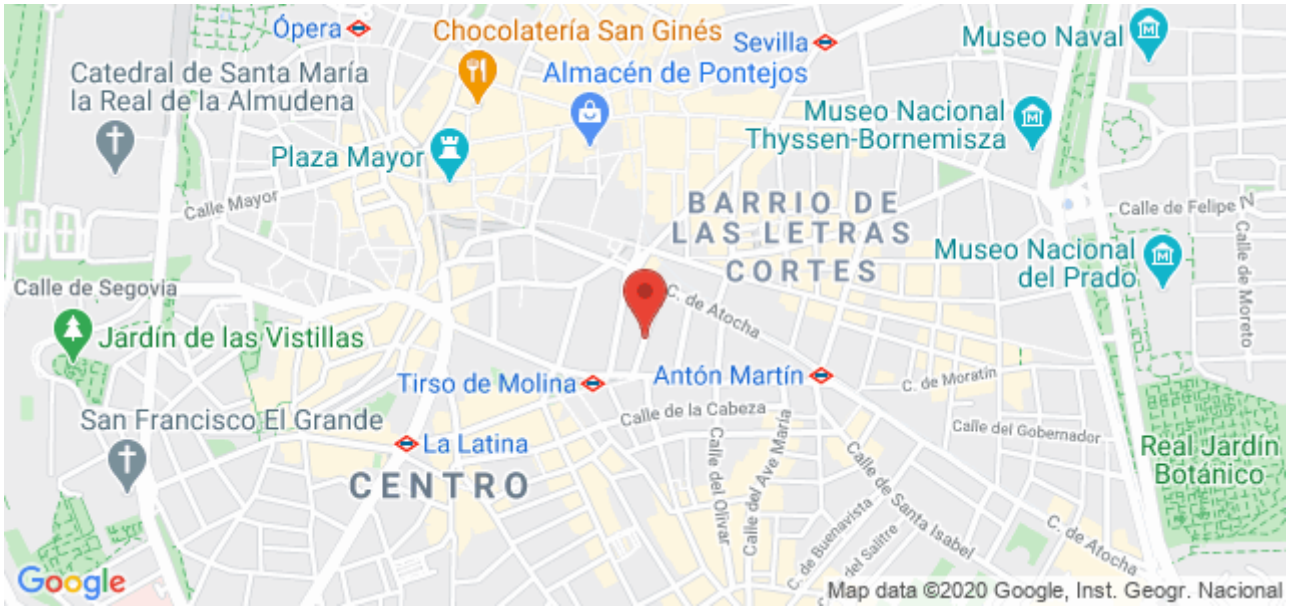 Ópera
Chocolatería San Ginés
Sevilla
Museo Naval
Catedral de Santa María
la Real de la Almudena
Almacén de Pontejos
Museo Nacional
Thyssen-Bornemisza
Plaza Mayor
Calle Mayor
BARRIO DE
LAS LETRAS
CORTES
Calle de Felipe
Calle de Moreto
Museo Nacional
del Prado
Calle de Segovia
C. de Atocha
Jardín de las Vistillas
Tirso de Molina
Antón Martín
C. de Moratín
San Francisco El Grande
Calle de la Cabeza
La Latina
Calle del Olivar
Calle del Ave María
Calle del Gobernador
Real Jardín
Botánico
CENTRO
Calle de Santa Isabel
C. de Buenavista
del Salitre
C. de Atocha
Google
Map data ©2020 Google, Inst. Geogr. Nacional